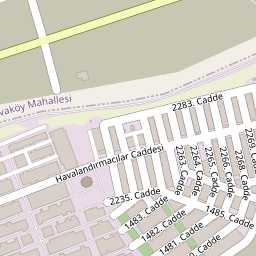 vaköy Mahallesi
2283. Cadde
Havalandırmacılar Caddesi
2263. Cadde
2264. Cadde
2265. Cadde
2266. Cadde
2268. Cadde
2269.
2235. Cadde
1483. Cadde
1485. Cadde
1482. Cadde
1481. Cadde